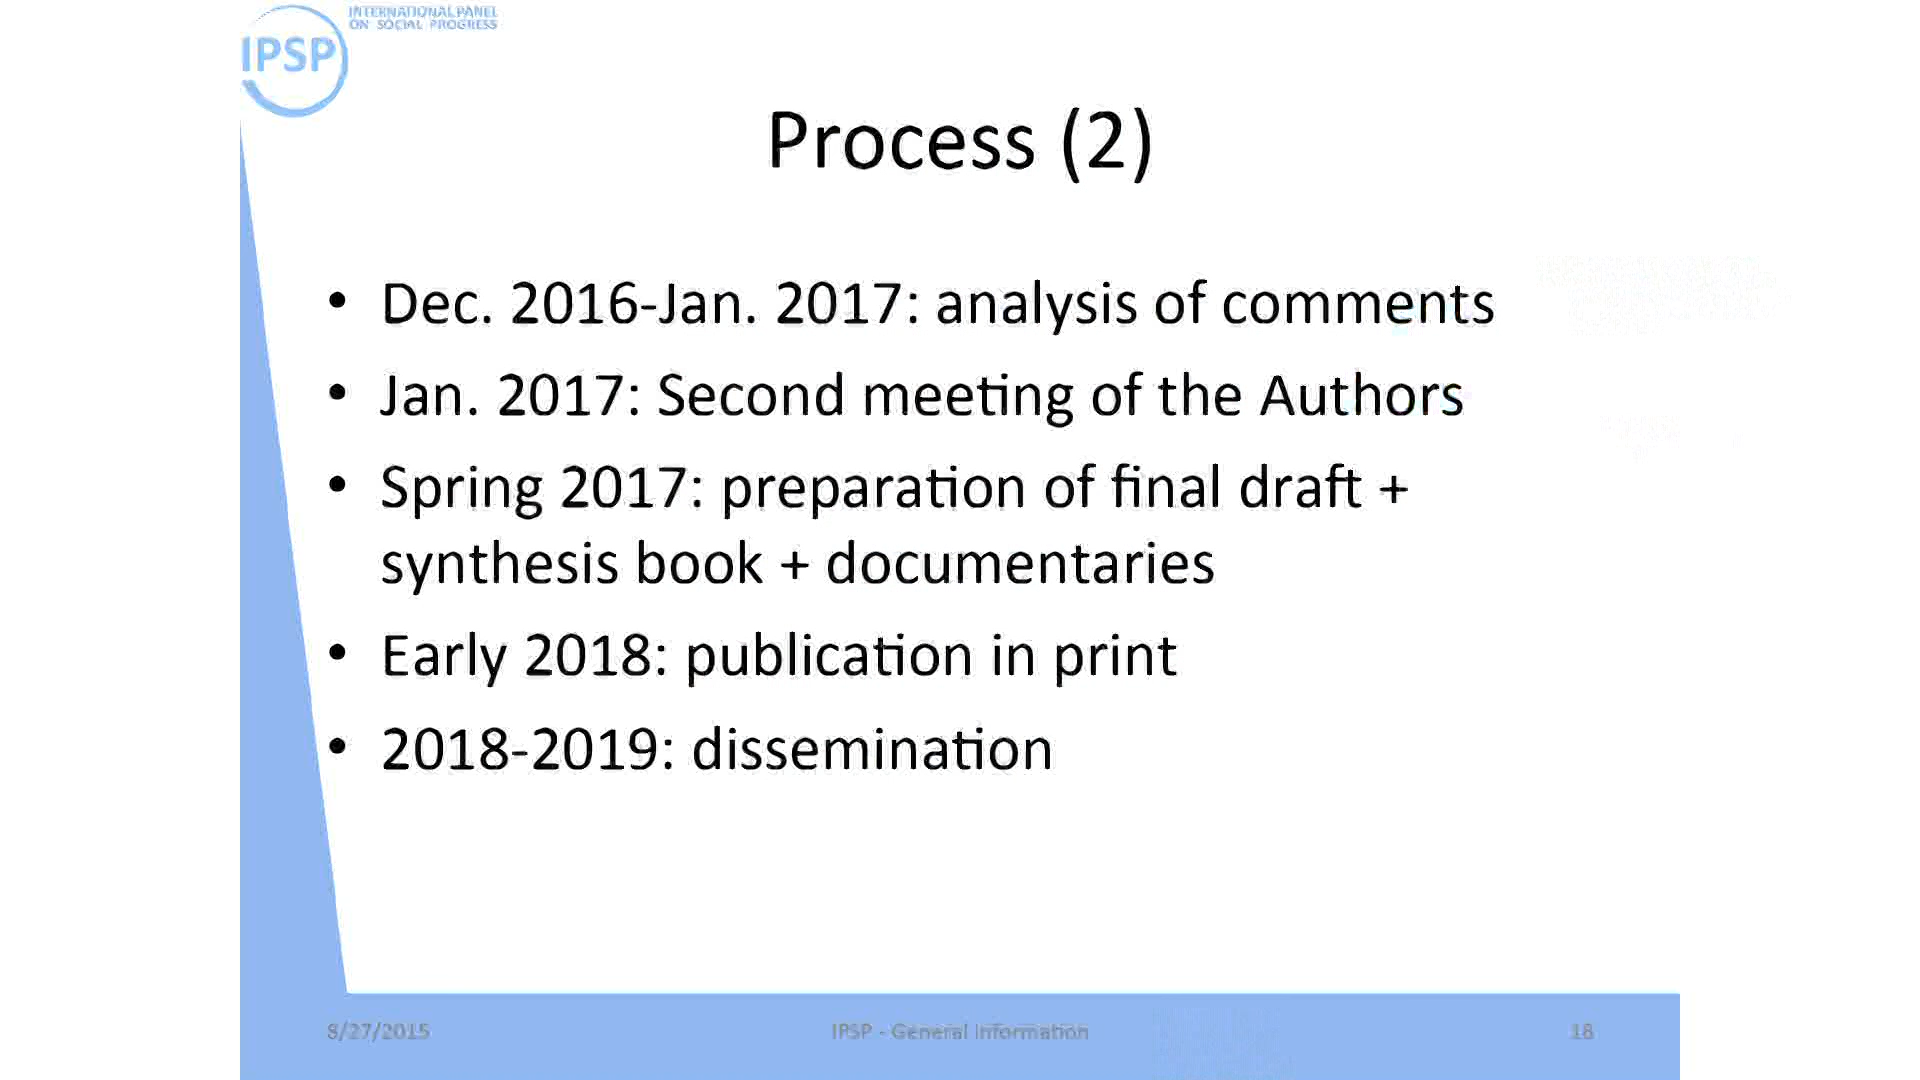 INTERNATIONAL PANEL
ON SOCIAL PROGRESS
IPSP
Process (2)
• Dec. 2016-Jan. 2017: analysis of comments
• Jan. 2017: Second meeting of the Authors
• Spring 2017: preparation of final draft +
synthesis book + documentaries
• Early 2018: publication in print
• 2018-2019: dissemination
8/27/2015
IPSP - General Information
18